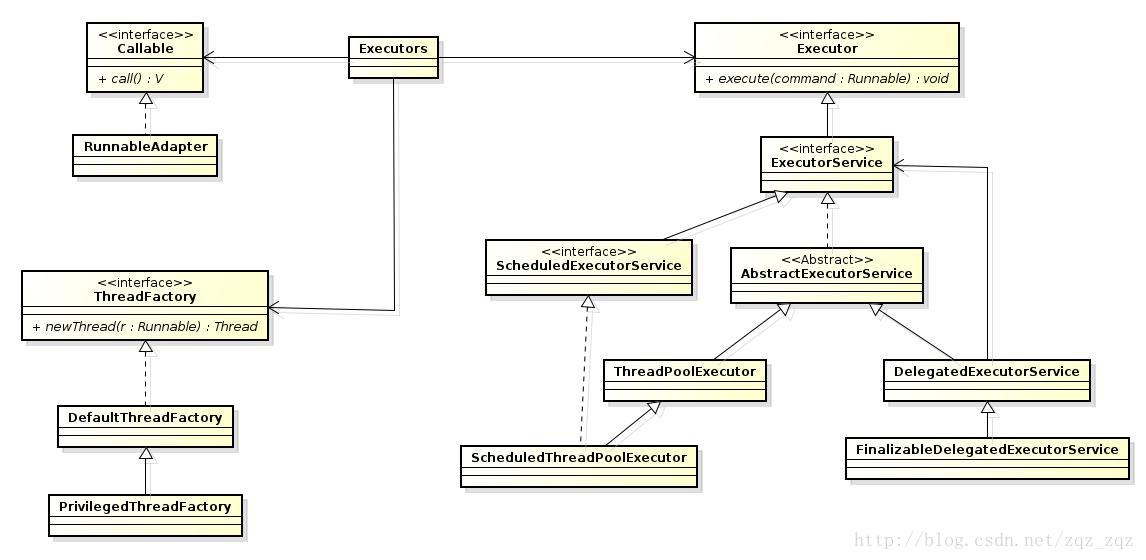 <<interface>>
Callable
+ call() : V
Executors
<<interface>>
Executor
+ execute(command : Runnable) : void
RunnableAdapter
<<interface>>
ExecutorService
<<interface>>
ScheduledExecutorService
<<Abstract>>
AbstractExecutorService
<<interface>>
ThreadFactory
+ newThread(r : Runnable) : Thread
ThreadPoolExecutor
DelegatedExecutorService
DefaultThreadFactory
ScheduledThreadPoolExecutor
FinalizableDelegatedExecutorService
PrivilegedThreadFactory
http://blog.csdn.net/zqz_zqz